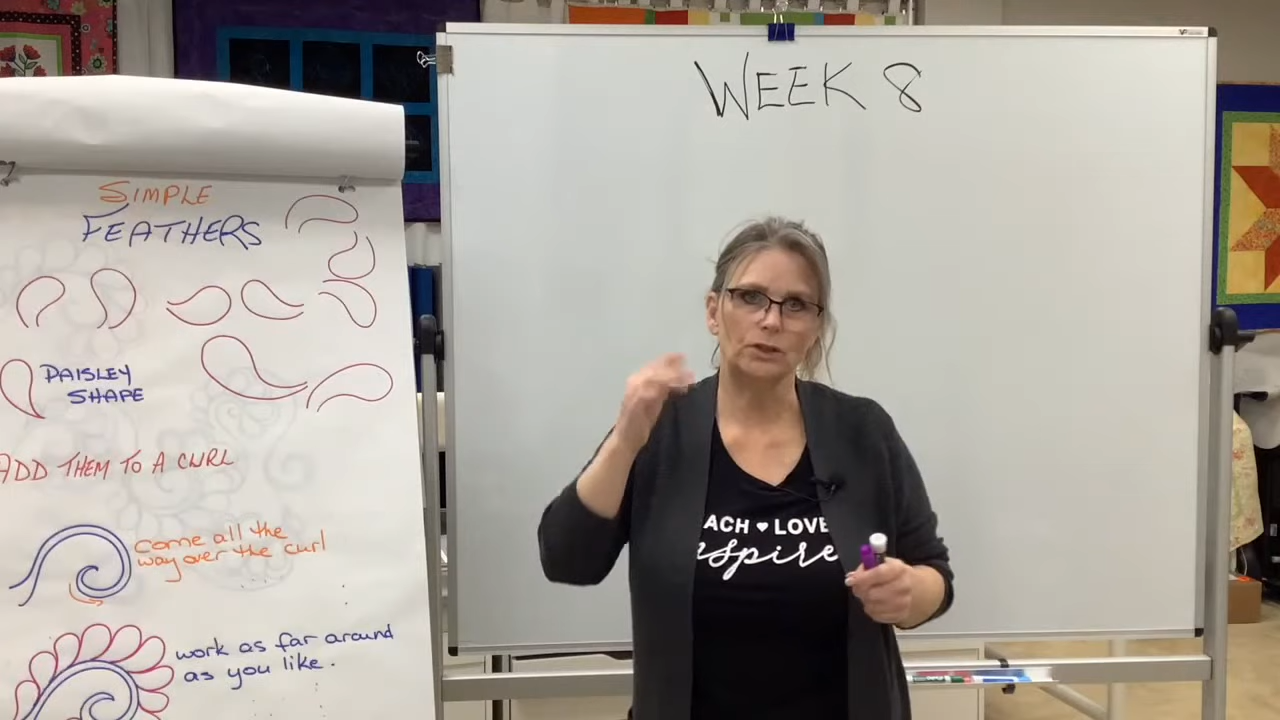 SIMPLE
FEATHERS
PAISLEY
SHAPE
ADD THEM TO A CURL
come all the
way over the curl
work as far around
as you like.
WEEK 8
ACH ♥ LOVE
nspire